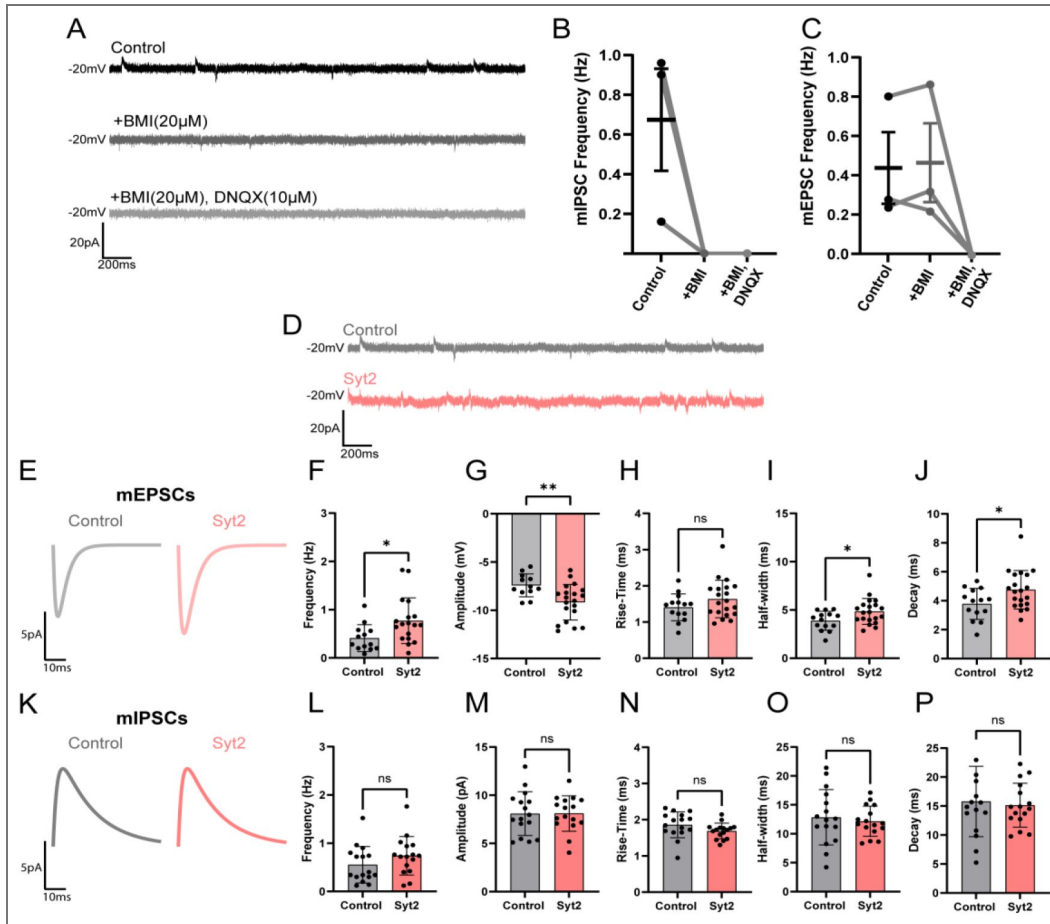 A
Control
-20mV
+BMI(20µM)
-20mV
+BMI(20µM), DNQX(10µM)
-20mV
20pA
200ms
B
mIPSC Frequency (Hz)
1.0
0.8
0.6
0.4
0.2
Control
+BMI
+BMI,
DNQX
C
mEPSC Frequency (Hz)
1.0
0.8
0.6
0.4
0.2
0.0
Control
+BMI
+BMI,
DNQX
D
Control
-20mV
Syt2
-20mV
20pA
200ms
E
mEPSCs
Control
Syt2
5pA
10ms
F
Frequency (Hz)
3
2
1
0
*
Control
Syt2
G
Amplitude (mV)
0
-5
-10
-15
**
Control
Syt2
H
Rise-Time (ms)
4
3
2
1
0
ns
Control
Syt2
I
Half-width (ms)
15
10
5
0
*
Control
Syt2
J
Decay (ms)
10
8
6
4
2
0
*
Control
Syt2
K
mIPSCs
Control
Syt2
5pA
10ms
L
Frequency (Hz)
3
2
1
0
ns
Control
Syt2
M
Amplitude (pA)
15
10
5
0
ns
Control
Syt2
N
Rise-Time (ms)
4
3
2
1
0
ns
Control
Syt2
O
Half-width (ms)
25
20
15
10
5
0
ns
Control
Syt2
P
Decay (ms)
25
20
15
10
5
0
ns
Control
Syt2